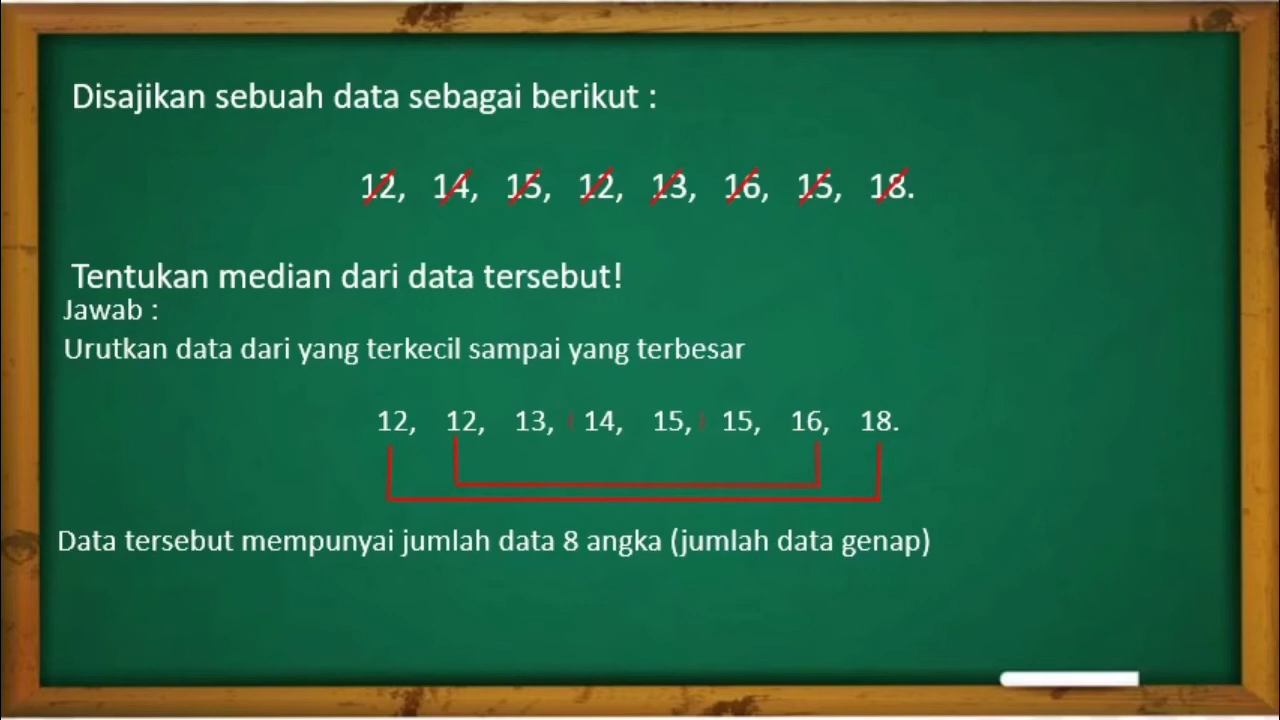 Disajikan sebuah data sebagai berikut :
12, 14, 15, 12, 13, 16, 15, 18.
Tentukan median dari data tersebut!
Jawab :
Urutkan data dari yang terkecil sampai yang terbesar
12, 12, 13, 14, 15, 15, 16, 18.
Data tersebut mempunyai jumlah data 8 angka (jumlah data genap)